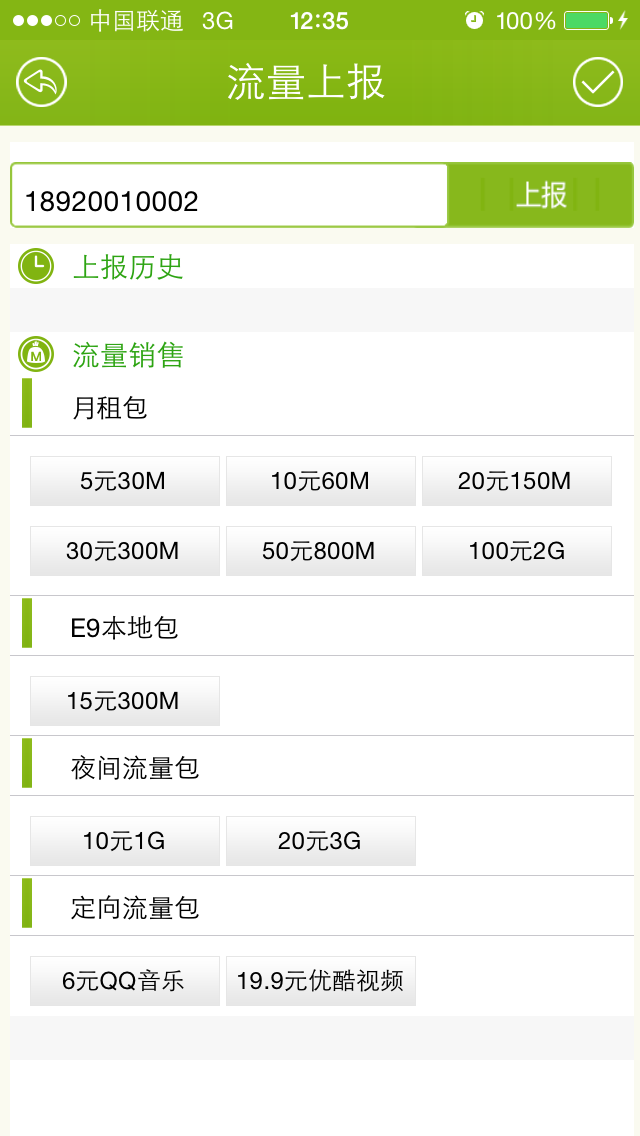 中国联通 3G 12:35 100%
流量上报
18920010002 上报
上报历史
M 流量销售
月租包
5元30M 10元60M 20元150M
30元300M 50元800M 100元2G
E9本地包
15元300M
夜间流量包
10元1G 20元3G
定向流量包
6元QQ音乐 19.9元优酷视频